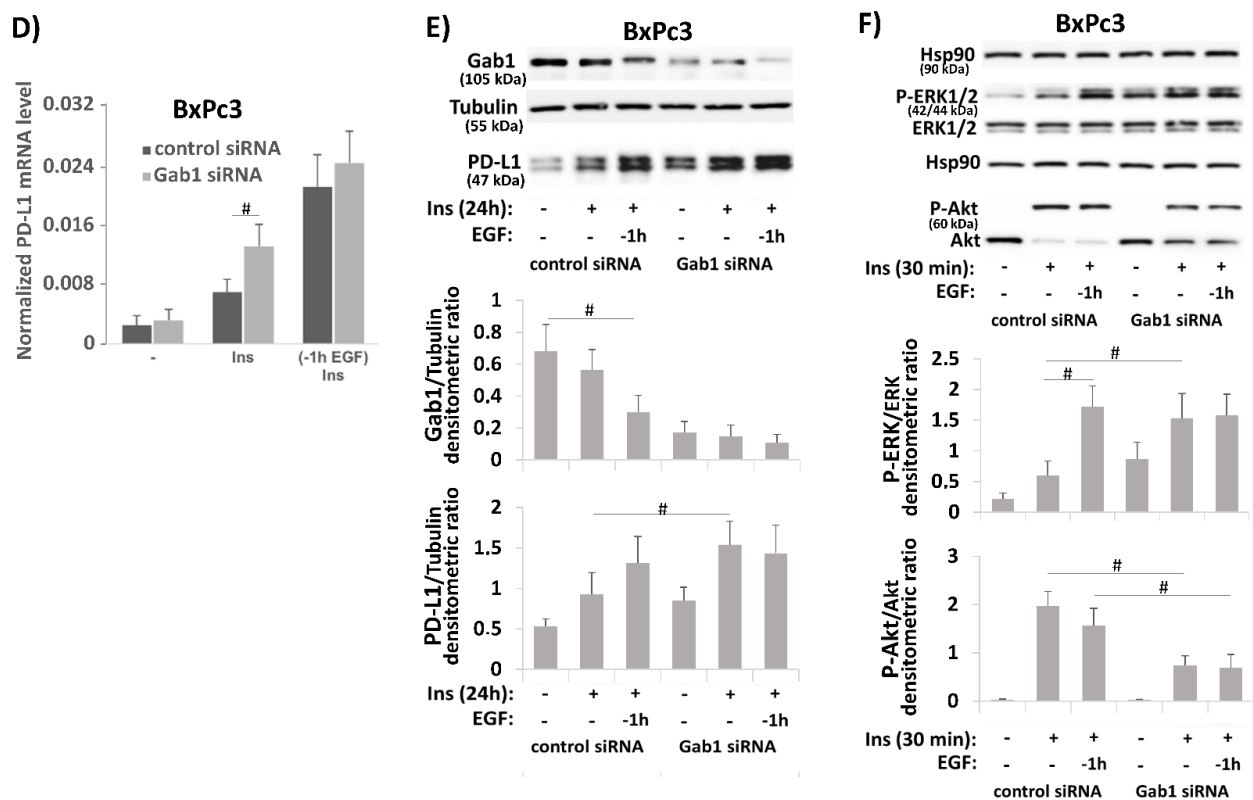 D)
BxPc3
control siRNA
Gab1 siRNA
Normalized PD-L1 mRNA level
0.032
0.024
0.016
0.008
0
#
- Ins (-1h EGF)
Ins
E)
BxPc3
Gab1
(105 kDa)
Tubulin
(55 kDa)
PD-L1
(47 kDa)
Ins (24h): - + + - + +
EGF: - - -1h - - -1h
control siRNA Gab1 siRNA
Gab1/Tubulin
densitometric ratio
1
0.8
0.6
0.4
0.2
0
#
PD-L1/Tubulin
densitometric ratio
2
1.5
1
0.5
0
#
Ins (24h): - + + - + +
EGF: - - -1h - - -1h
control siRNA Gab1 siRNA
F)
BxPc3
Hsp90
(90 kDa)
P-ERK1/2
(42/44 kDa)
ERK1/2
Hsp90
P-Akt
(60 kDa)
Akt
Ins (30 min): - + + - + +
EGF: - - -1h - - -1h
control siRNA Gab1 siRNA
P-ERK/ERK
densitometric ratio
2.5
2
1.5
1
0.5
0
#
#
P-Akt/Akt
densitometric ratio
3
2
1
0
#
#
Ins (30 min): - + + - + +
EGF: - - -1h - - -1h
control siRNA Gab1 siRNA